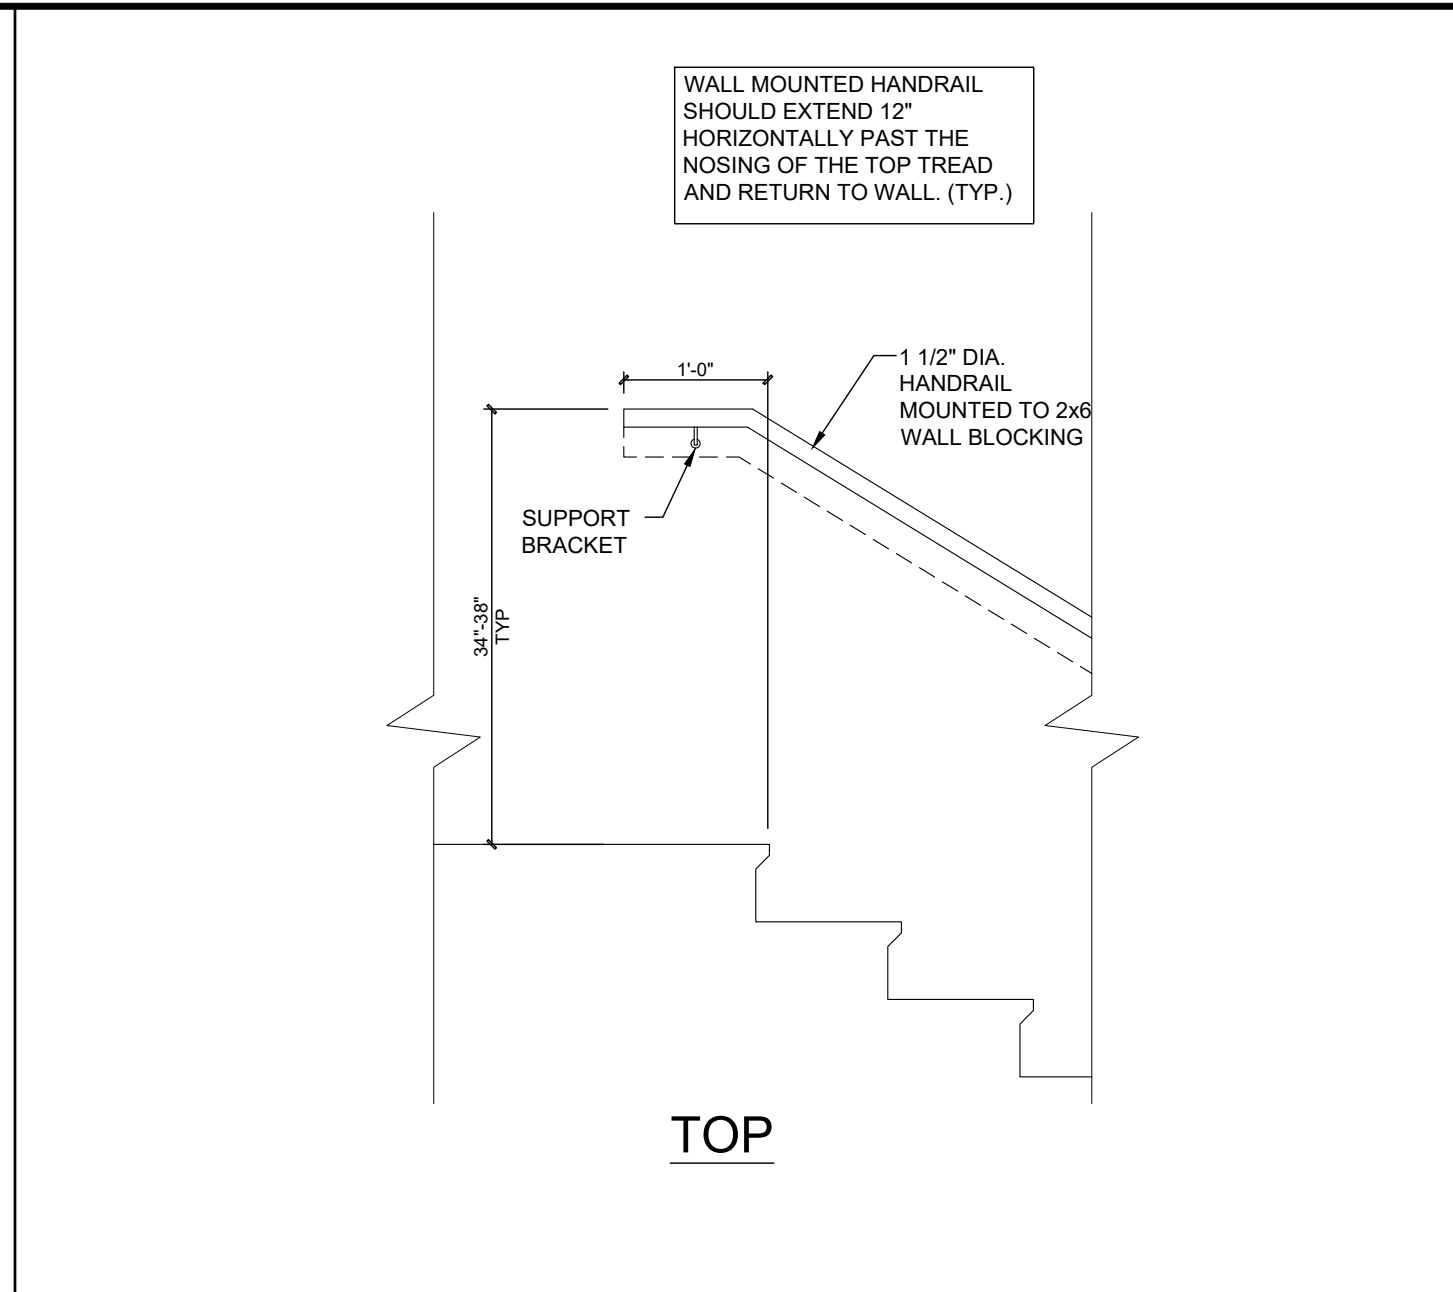 WALL MOUNTED HANDRAIL
SHOULD EXTEND 12"
HORIZONTALLY PAST THE
NOSING OF THE TOP TREAD
AND RETURN TO WALL. (TYP.)
1'-0"
1 1/2" DIA.
HANDRAIL
MOUNTED TO 2x6
WALL BLOCKING
SUPPORT
BRACKET
34"-38"
TYP
TOP